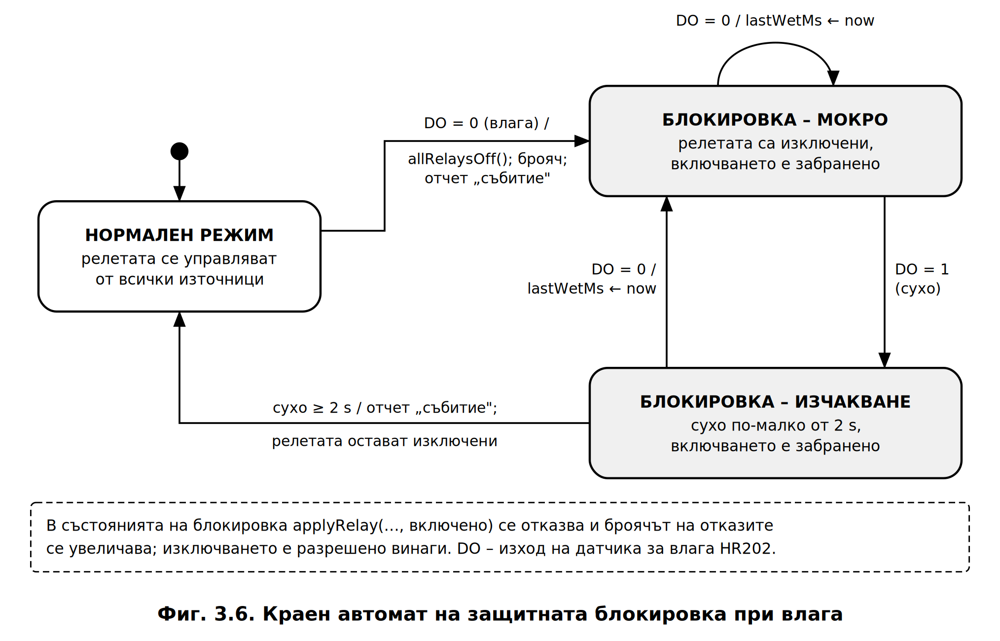 DO = 0 / lastWetMs ← now
БЛОКИРОВКА – МОКРО
релетата са изключени,
включването е забранено
DO = 0 (влага) /
allRelaysOff(); брояч;
отчет „събитие"
НОРМАЛЕН РЕЖИМ
релетата се управляват
от всички източници
DO = 0 /
lastWetMs ← now
DO = 1
(сухо)
сухо ≥ 2 s / отчет „събитие";
релетата остават изключени
БЛОКИРОВКА – ИЗЧАКВАНЕ
сухо по-малко от 2 s,
включването е забранено
В състоянията на блокировка applyRelay(..., включено) се отказва и броячът на отказите
се увеличава; изключването е разрешено винаги. DO – изход на датчика за влага HR202.
Фиг. 3.6. Краен автомат на защитната блокировка при влага